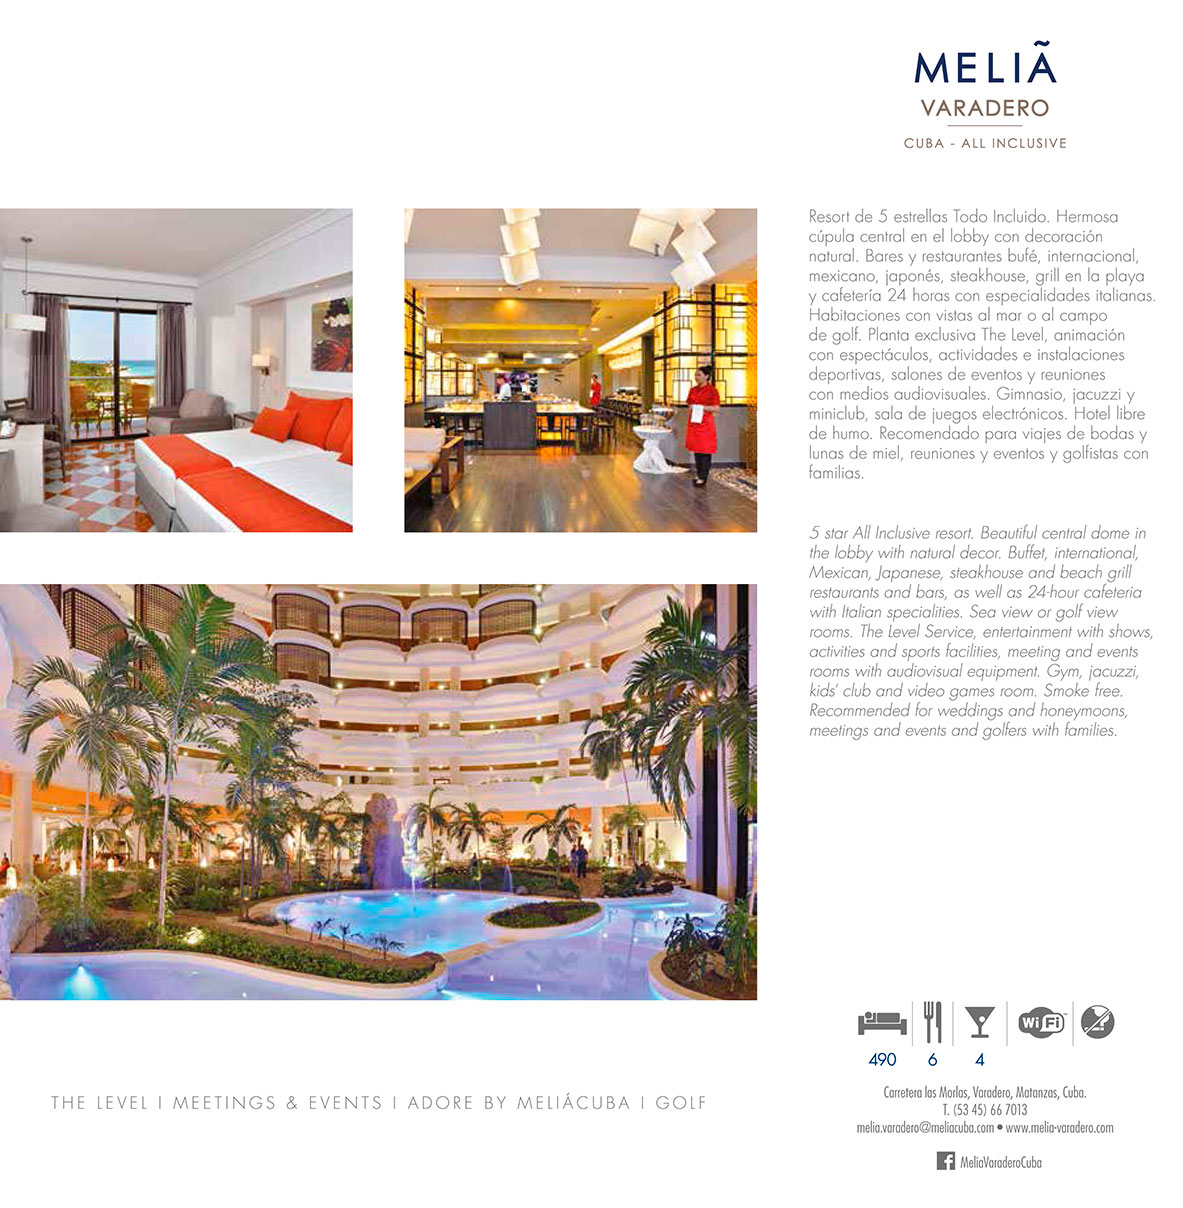 MELIÃ
VARADERO
CUBA - ALL INCLUSIVE
Resort de 5 estrellas Todo Incluido. Hermosa
cúpula central en el lobby con decoración
natural. Bares y restaurantes bufé, internacional,
mexicano, japonés, steakhouse, grill en la playa
y cafetería 24 horas con especialidades italianas.
Habitaciones con vistas al mar o al campo
de golf. Planta exclusiva The Level, animación
con espectáculos, actividades e instalaciones
deportivas, salones de eventos y reuniones
con medios audiovisuales. Gimnasio, jacuzzi y
miniclub, sala de juegos electrónicos. Hotel libre
de humo. Recomendado para viajes de bodas y
lunas de miel, reuniones y eventos y golfistas con
familias.
5 star All Inclusive resort. Beautiful central dome in
the lobby with natural decor. Buffet, international,
Mexican, Japanese, steakhouse and beach grill
restaurants and bars, as well as 24-hour cafeteria
with Italian specialities. Sea view or golf view
rooms. The Level Service, entertainment with shows,
activities and sports facilities, meeting and events
rooms with audiovisual equipment. Gym, jacuzzi,
kids' club and video games room. Smoke free.
Recommended for weddings and honeymoons,
meetings and events and golfers with families.
WiFi
490 6 4
Carretera las Morlas, Varadero, Matanzas, Cuba.
T. (53 45) 66 7013
melia.varadero@meliacuba.com • www.melia-varadero.com
MeliaVaraderoCuba
THE LEVEL I MEETINGS & EVENTS I ADORE BY MELIÁCUBA I GOLF